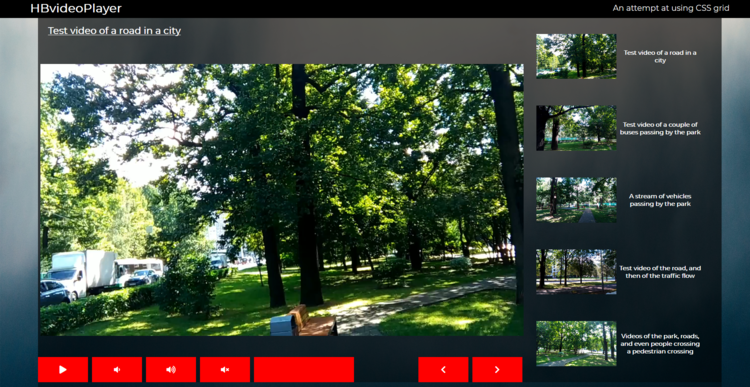 HBvideoPlayer
An attempt at using CSS grid
Test video of a road in a city
Test video of a road in a
city
Test video of a couple of
buses passing by the park
A stream of vehicles
passing by the park
Test video of the road, and
then of the traffic flow
Videos of the park, roads,
and even people crossing
a pedestrian crossing